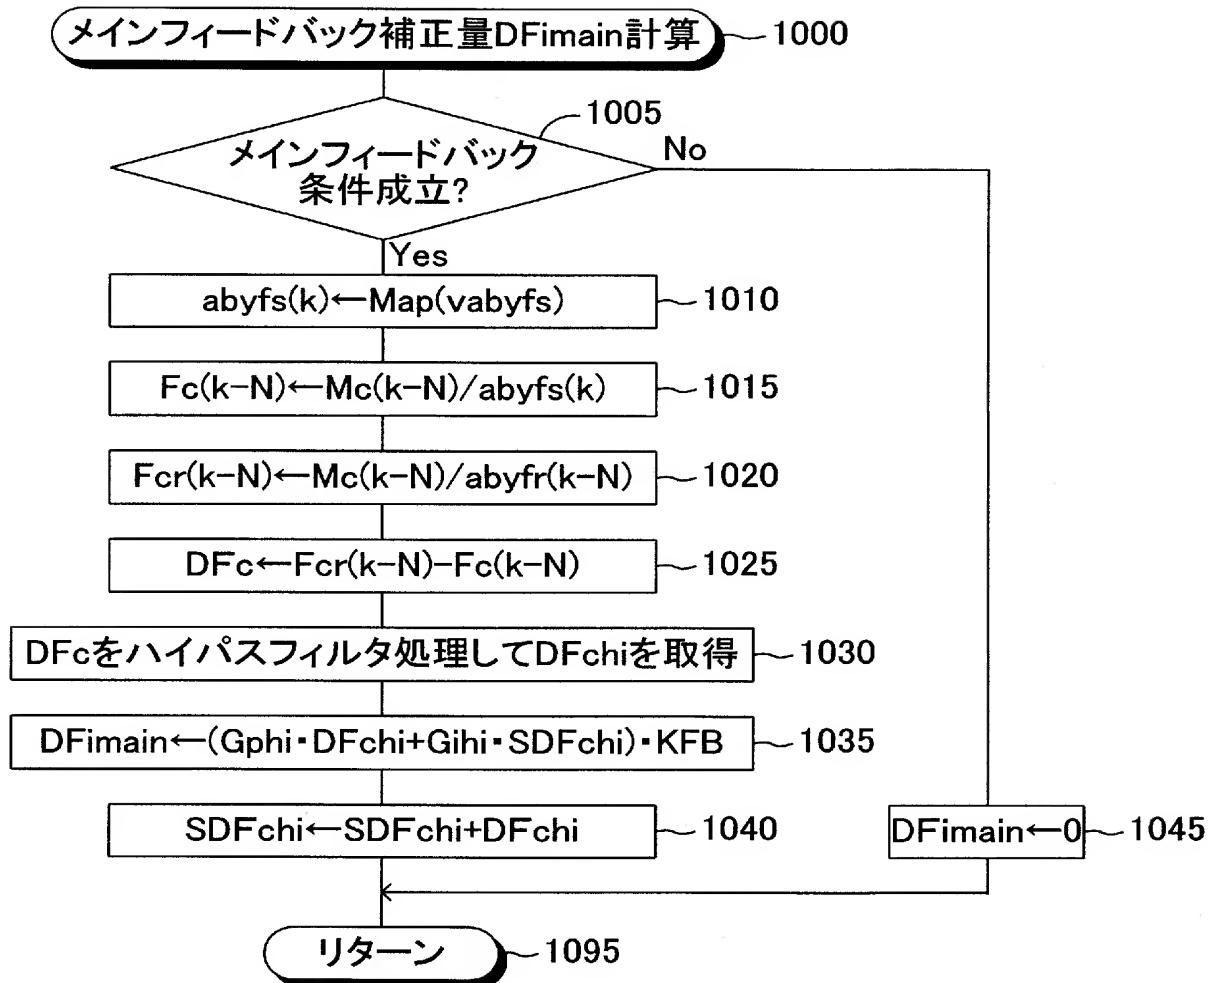 メインフィードバック補正量DFimain計算
1000
1005
メインフィードバック
条件成立?
No
Yes
abyfs(k)←Map(vabyfs)
1010
Fc(k-N)←Mc(k-N)/abyfs(k)
1015
Fcr(k-N)←Mc(k-N)/abyfr(k-N)
1020
DFc←Fcr(k-N)-Fc(k-N)
1025
DFcをハイパスフィルタ処理してDFchiを取得
1030
DFimain←(Gphi・DFchi+Gihi・SDFchi)・KFB
1035
SDFchi←SDFchi+DFchi
1040
DFimain←0
1045
リターン
1095